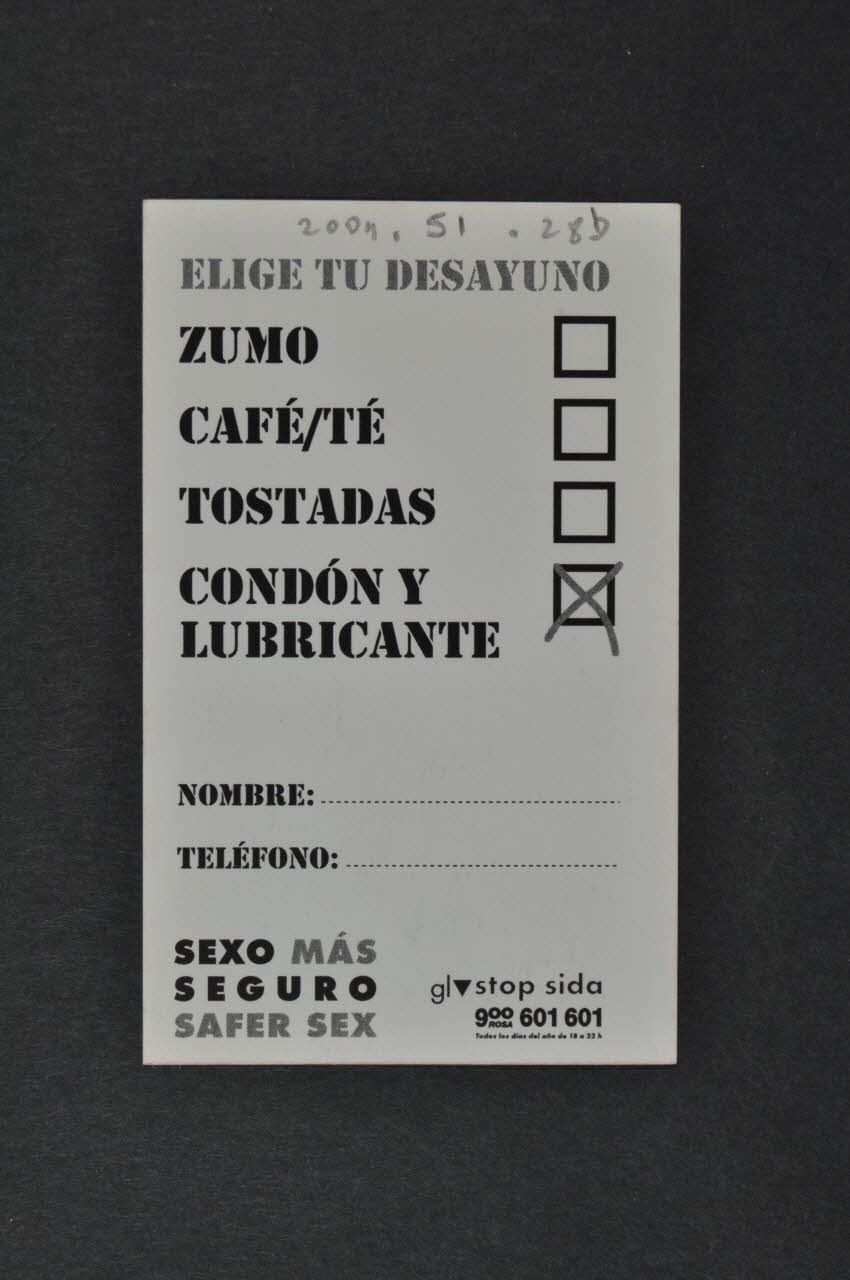 2004. 51 . 28b
ELIGE TU DESAYUNO
ZUMO
CAFÉ/TÉ
TOSTADAS
CONDÓN Y
LUBRICANTE
NOMBRE:
TELÉFONO:
SEXO MÁS
SEGURO
SAFER SEX
gl▼stop sida
900 ROSA 601 601
Todos los días del año de 18 a 22 h